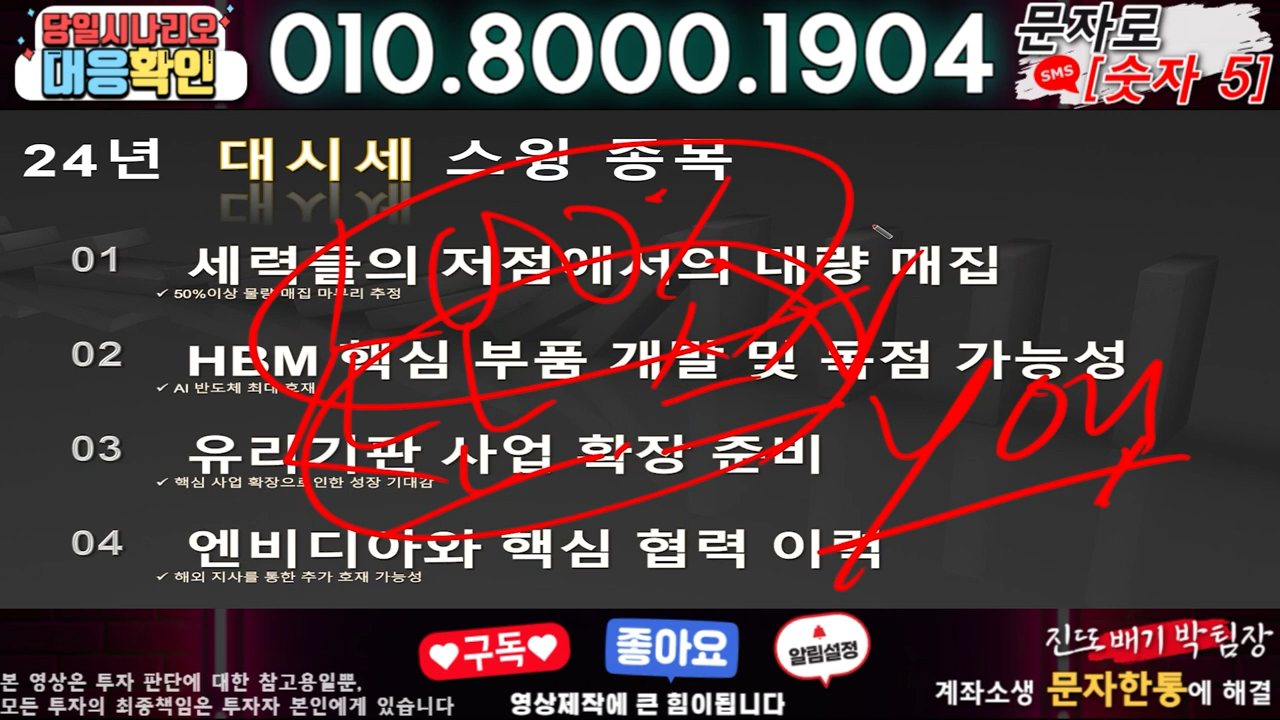 당일시나리오
대응확인
010.8000.1904
문자로
SMS
[숫자 5]
24년 대시세 스윙 종목
01 세력들의 저점에서의 대량 매집
✓ 50%이상 물량 매집 마무리 추정
02 HBM 핵심 부품 개발 및 독점 가능성
✓ AI 반도체 최대 호재
03 유리기판 사업 확장 준비
✓ 핵심 사업 확장으로 인한 성장 기대감
04 엔비디아와 핵심 협력 이력
✓ 해외 지사를 통한 추가 호재 가능성
구독
좋아요
알림설정
영상제작에 큰 힘이됩니다
본 영상은 투자 판단에 대한 참고용일뿐,
모든 투자의 최종책임은 투자자 본인에게 있습니다
진또배기 박팀장
계좌소생 문자한통에 해결